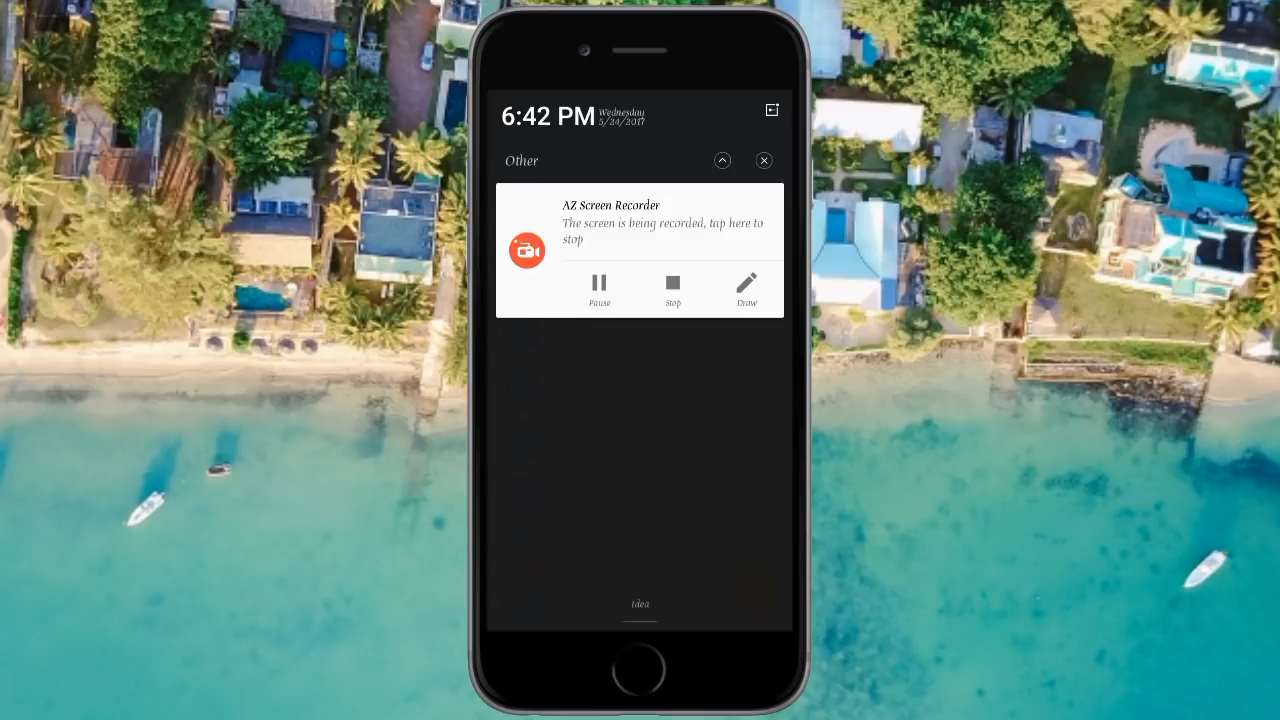 6:42 PM Wednesday
5/24/2017
Other
AZ Screen Recorder
The screen is being recorded, tap here to
stop
Pause Stop Draw
Idea